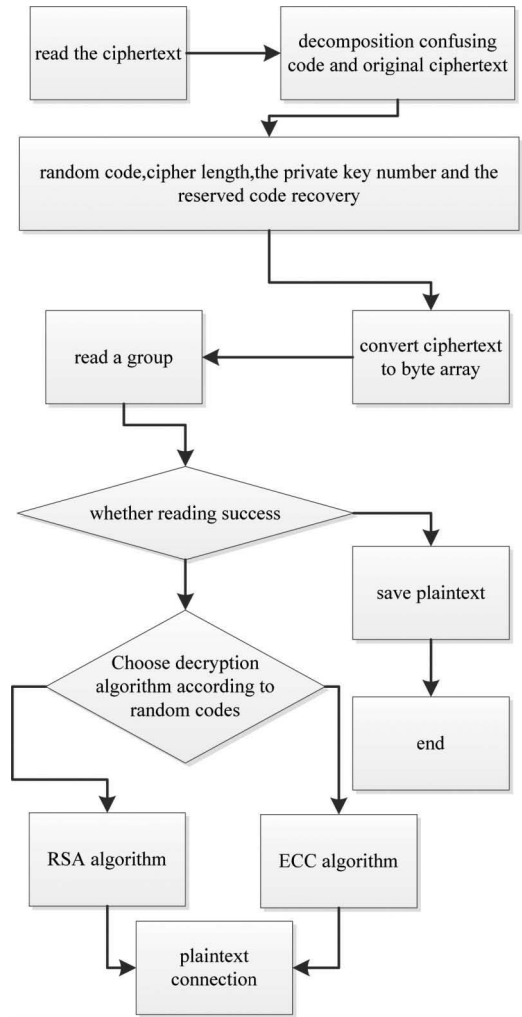 read the ciphertext
decomposition confusing
code and original ciphertext
random code,cipher length,the private key number and the
reserved code recovery
read a group
convert ciphertext
to byte array
whether reading success
save plaintext
Choose decryption
algorithm according to
random codes
end
RSA algorithm
ECC algorithm
plaintext
connection